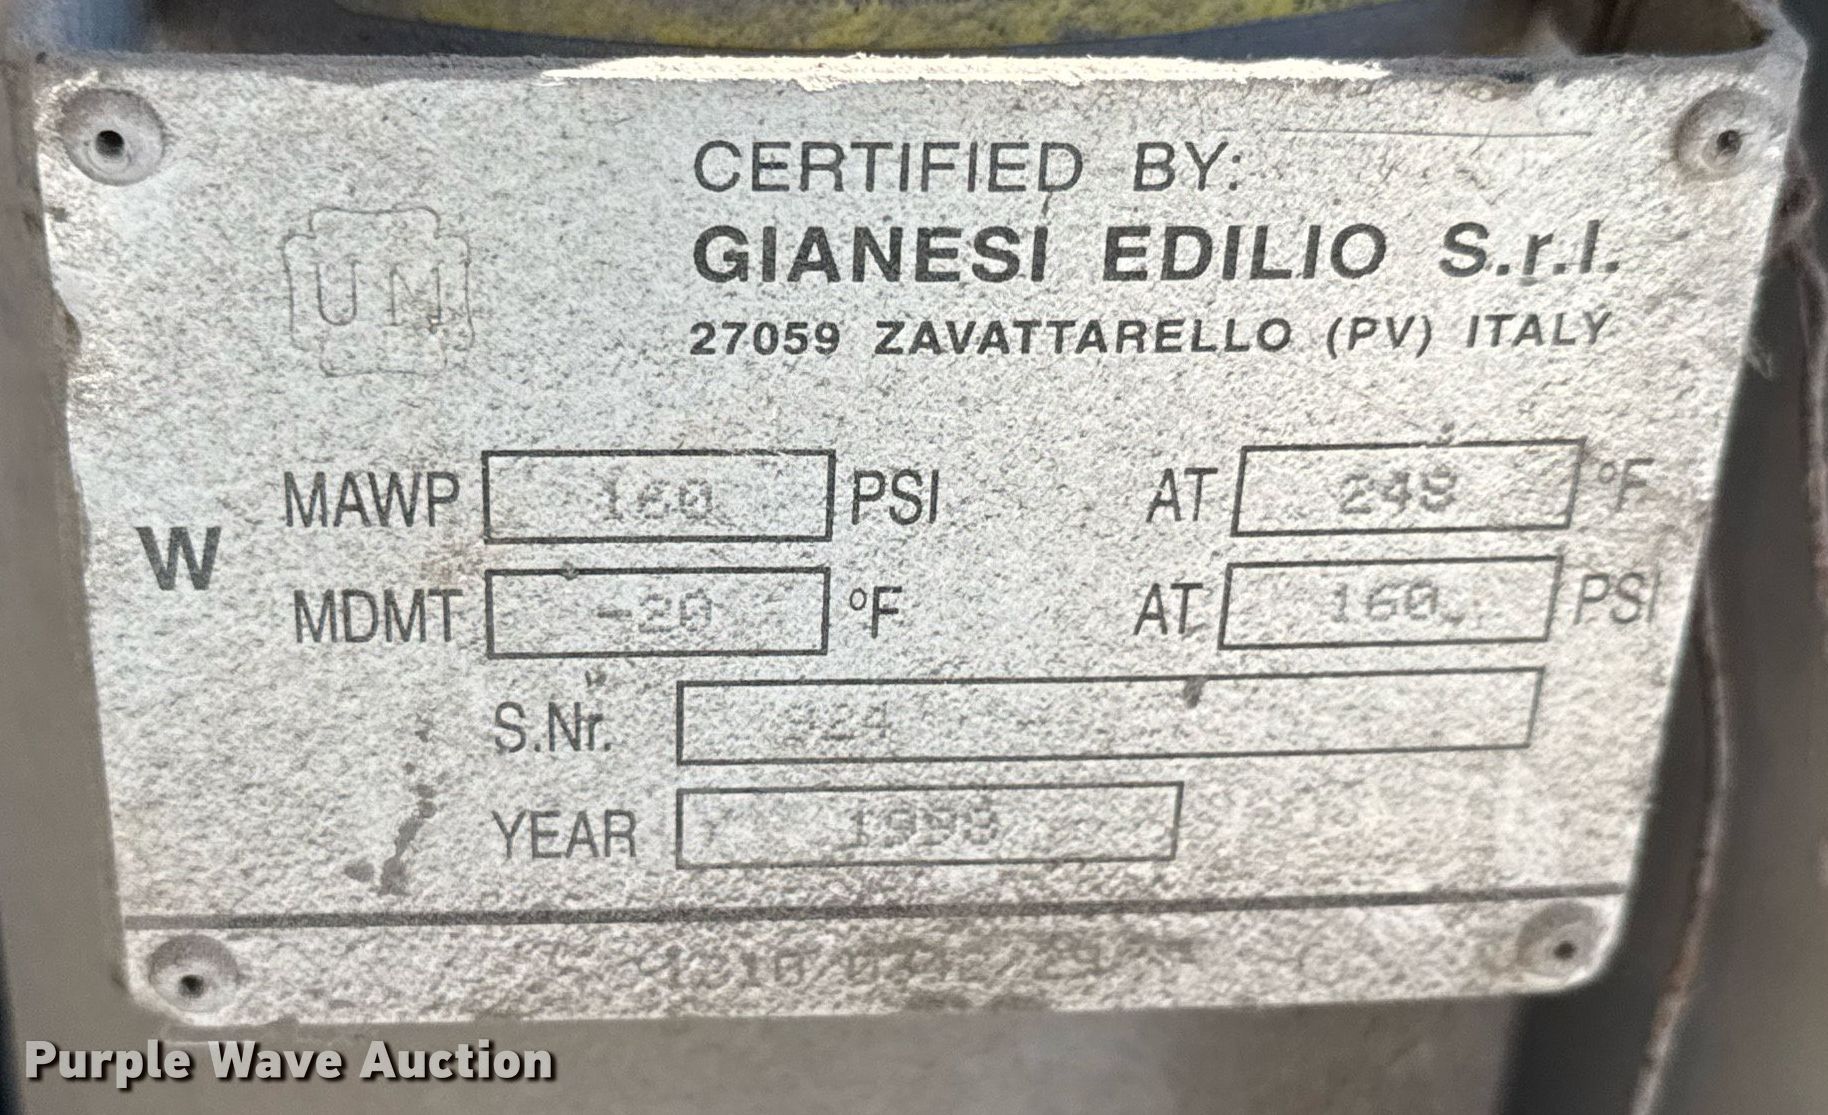 CERTIFIED BY:
GIANESI EDILIO S.r.l.
27059 ZAVATTARELLO (PV) ITALY
UM
W
MAWP 160 PSI AT 248 °F
MDMT -20 °F AT 160 PSI
S.Nr.
YEAR
Purple Wave Auction